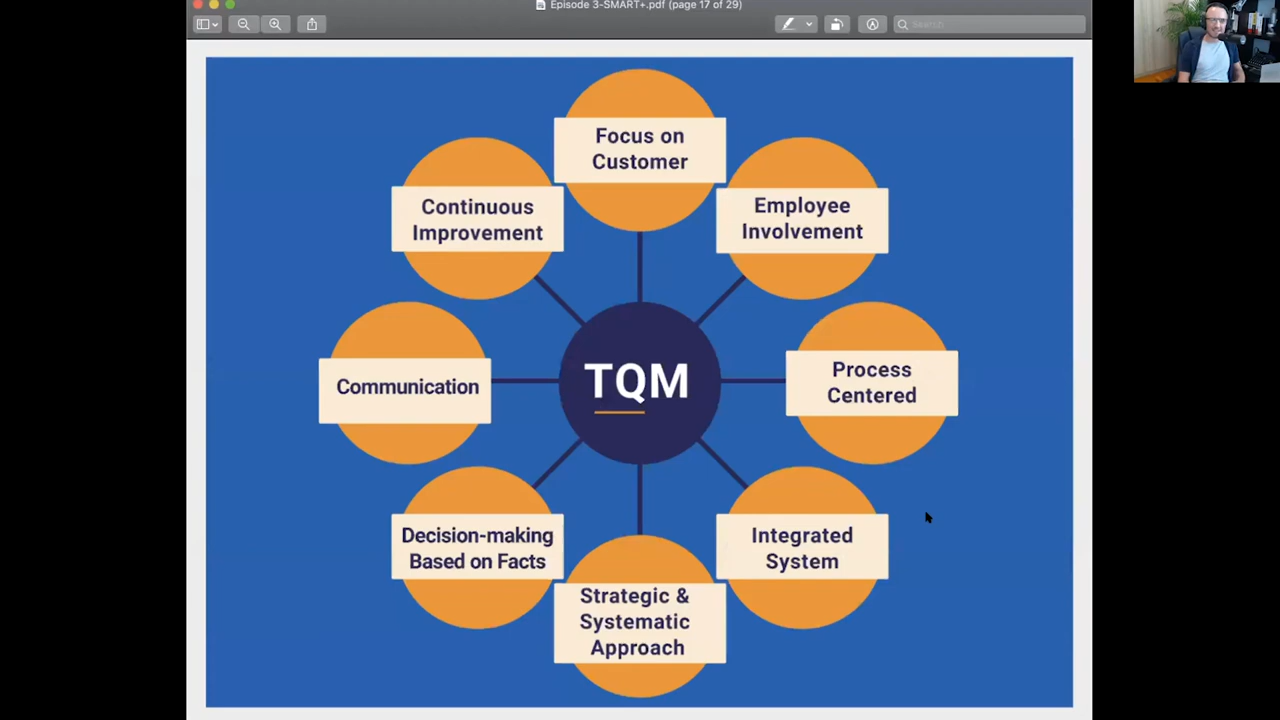 Episode 3-SMART+.pdf (page 17 of 29)
Search
Focus on
Customer
Continuous
Improvement
Employee
Involvement
Communication
TQM
Process
Centered
Decision-making
Based on Facts
Integrated
System
Strategic &
Systematic
Approach